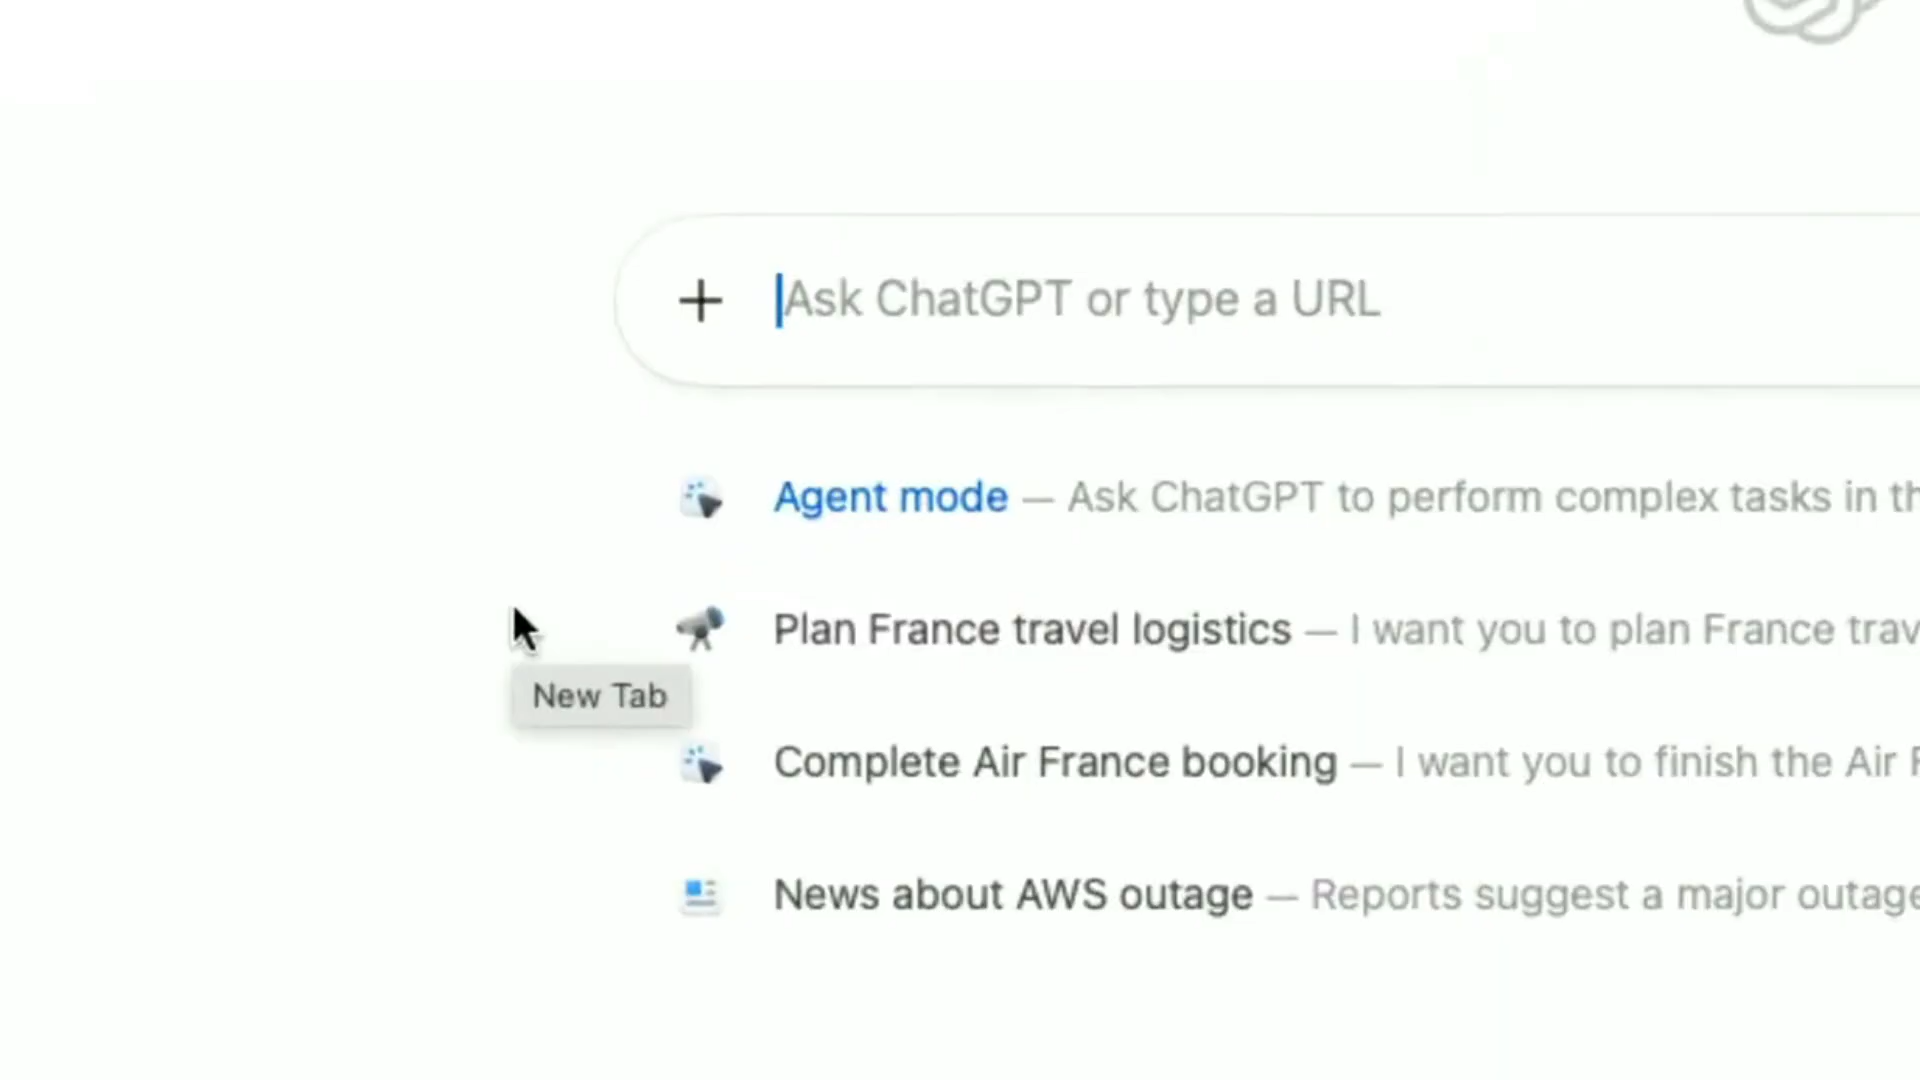 Ask ChatGPT or type a URL
Agent mode — Ask ChatGPT to perform complex tasks in
Plan France travel logistics — I want you to plan France
New Tab
Complete Air France booking — I want you to finish the Air
News about AWS outage — Reports suggest a major outage